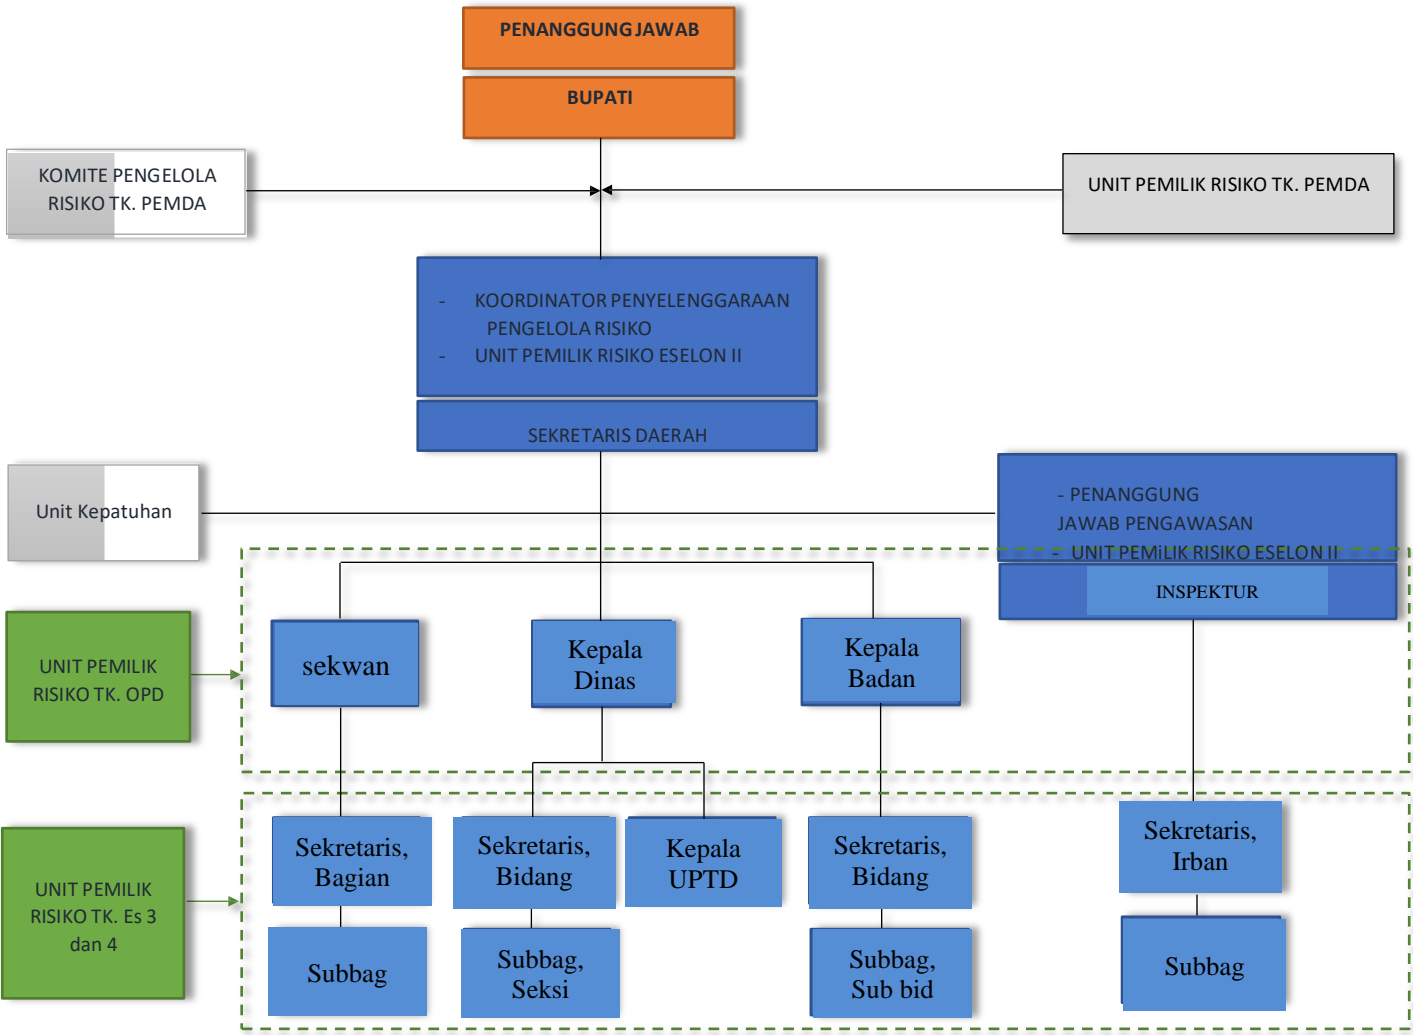 PENANGGUNG JAWAB
BUPATI
KOMITE PENGELOLA
RISIKO TK. PEMDA
UNIT PEMILIK RISIKO TK. PEMDA
- KOORDINATOR PENYELENGGARAAN
PENGELOLA RISIKO
- UNIT PEMILIK RISIKO ESELON II
SEKRETARIS DAERAH
Unit Kepatuhan
- PENANGGUNG
JAWAB PENGAWASAN
- UNIT PEMiLIK RISIKO ESELON II
INSPEKTUR
UNIT PEMILIK
RISIKO TK. OPD
sekwan
Kepala
Dinas
Kepala
Badan
UNIT PEMILIK
RISIKO TK. Es 3
dan 4
Sekretaris,
Bagian
Sekretaris,
Bidang
Kepala
UPTD
Sekretaris,
Bidang
Sekretaris,
Irban
Subbag
Subbag,
Seksi
Subbag,
Sub bid
Subbag